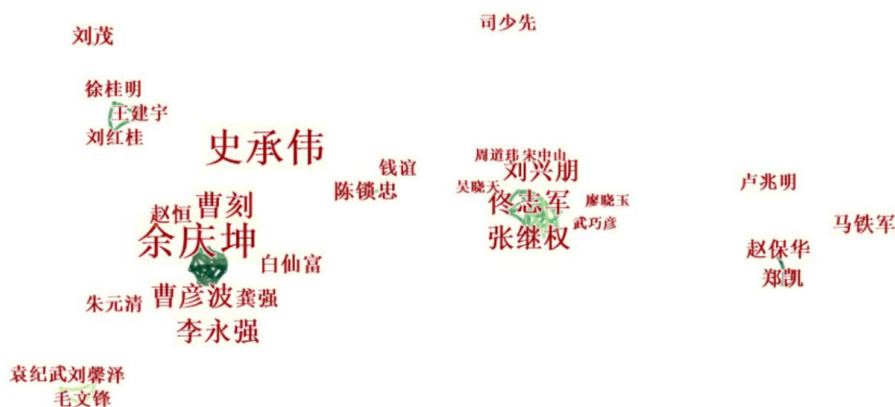 刘茂
司少先
徐桂明
王建宇
刘红桂
史承伟
周道玮 宋中山
刘兴朋
钱谊
陈锁忠
吴晓天
佟志军
廖晓玉
武巧彦
张继权
卢兆明
马铁军
赵保华
郑凯
曹刻
赵恒
余庆坤
白仙富
曹彦波
龚强
朱元清
李永强
袁纪武
刘馨泽
毛文锋